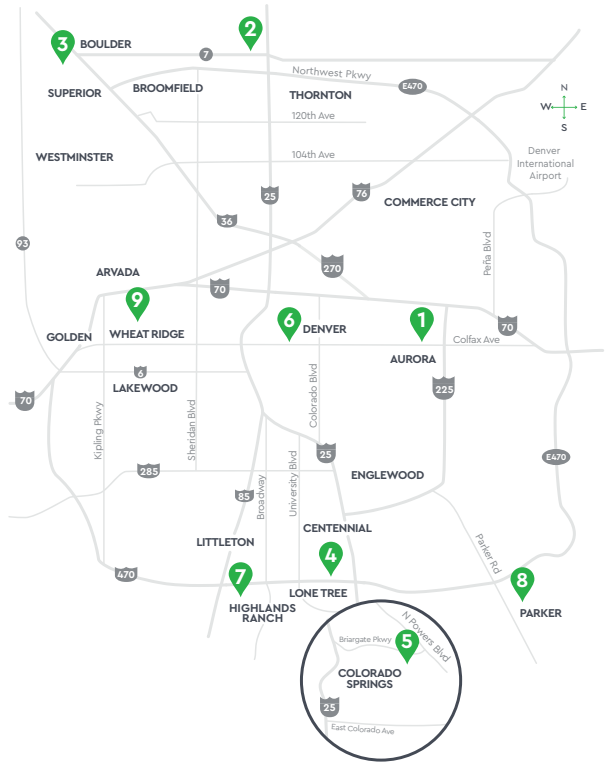 2
3
BOULDER
7
Northwest Pkwy
E470
N
W
E
S
SUPERIOR
BROOMFIELD
THORNTON
120th Ave
104th Ave
Denver
International
Airport
WESTMINSTER
25
76
COMMERCE CITY
36
93
Peña Blvd
270
ARVADA
70
9
6
1
70
GOLDEN
WHEAT RIDGE
DENVER
Colfax Ave
AURORA
6
LAKEWOOD
225
70
Kipling Pkwy
Sheridan Blvd
Colorado Blvd
25
E470
285
ENGLEWOOD
85
Broadway
University Blvd
CENTENNIAL
LITTLETON
Parker Rd
4
470
7
8
LONE TREE
HIGHLANDS
RANCH
PARKER
N Powers Blvd
Briargate Pkwy
5
COLORADO
SPRINGS
25
East Colorado Ave